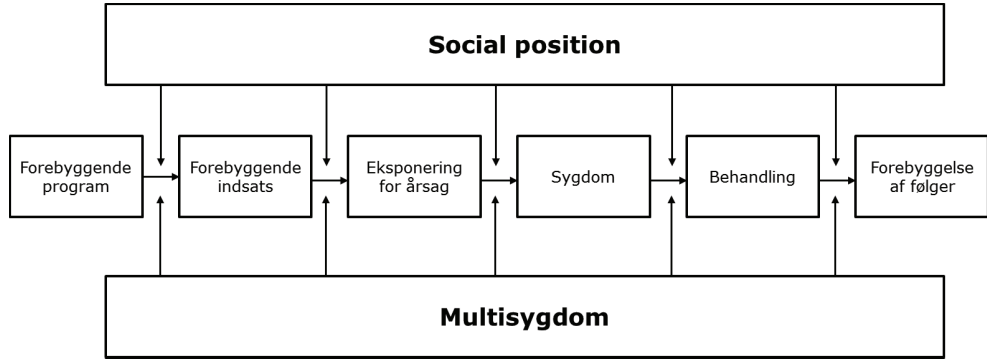 Social position
Forebyggende
program
Forebyggende
indsats
Eksponering
for årsag
Sygdom
Behandling
Forebyggelse
af følger
Multisygdom